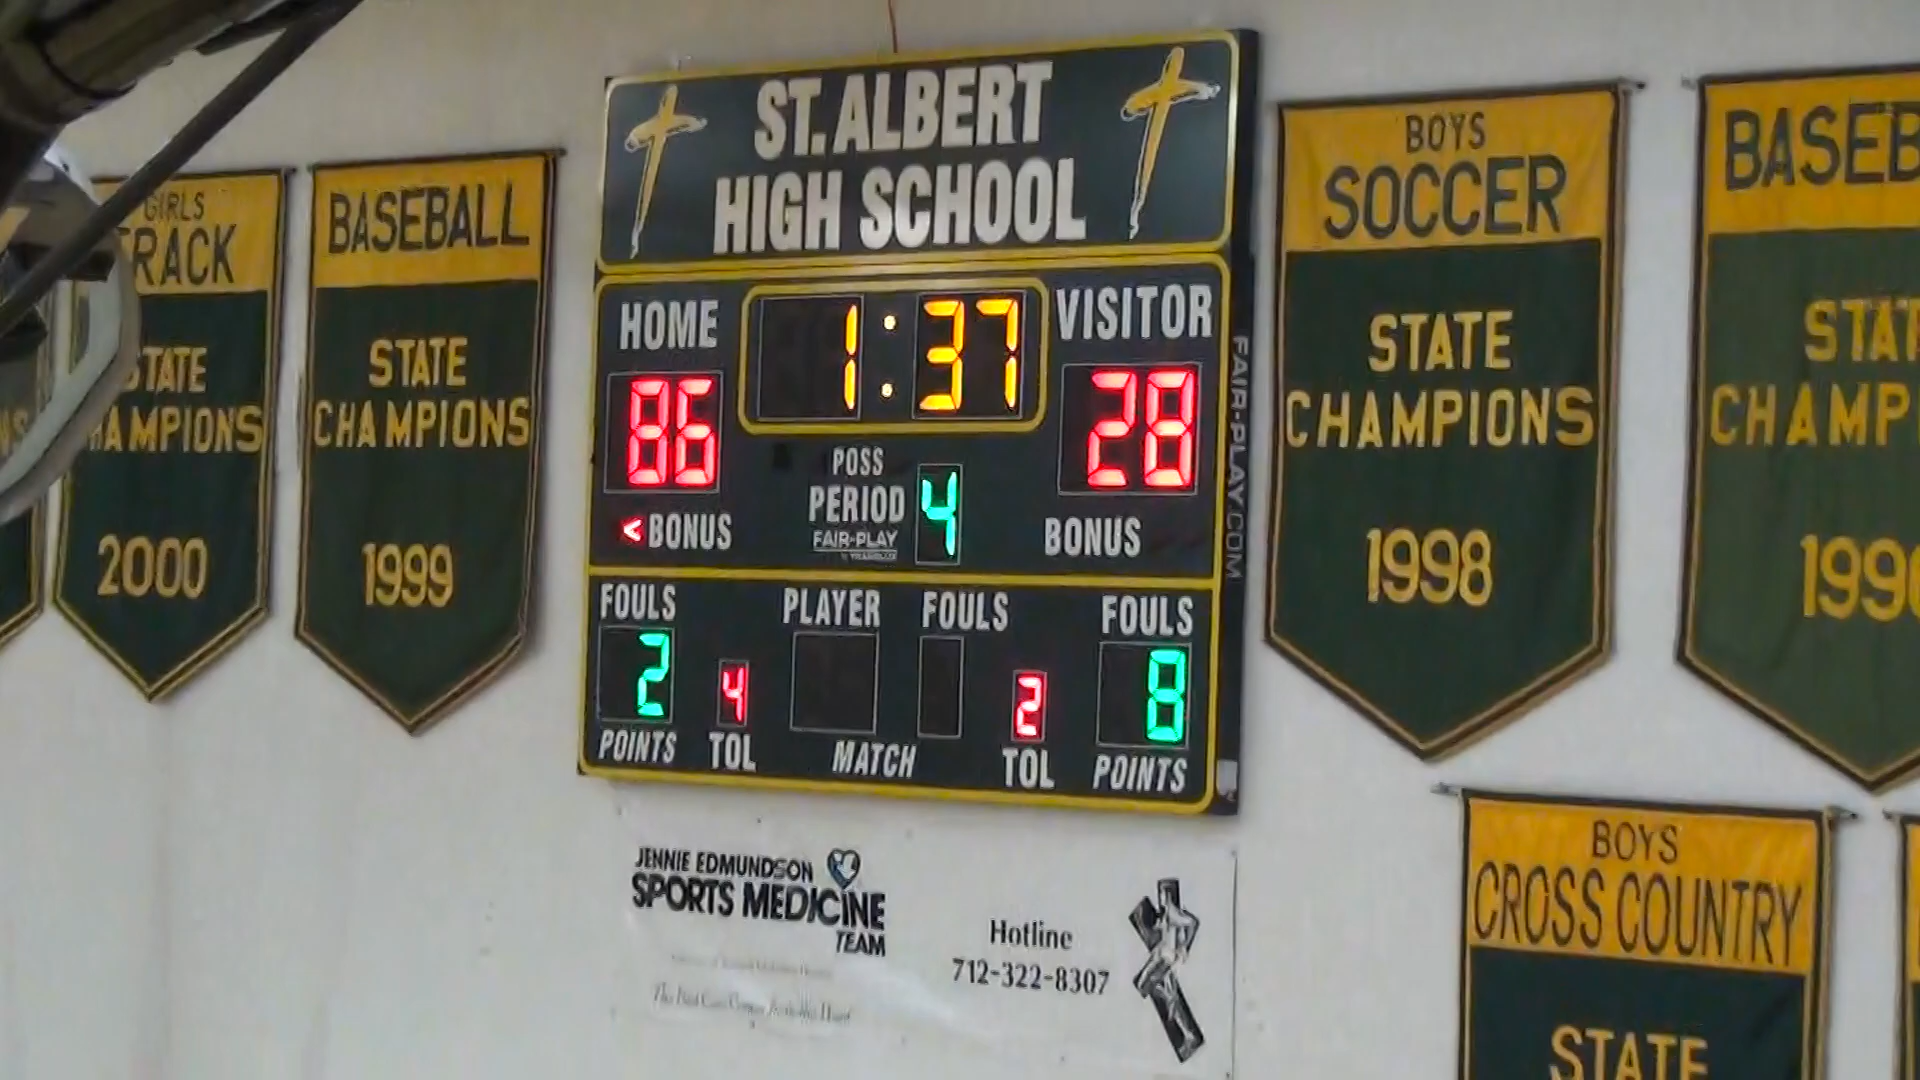 ST. ALBERT
HIGH SCHOOL
HOME
1:37
VISITOR
86
28
POSS
PERIOD
4
FAIR-PLAY
< BONUS
BONUS
FAIR-PLAY.COM
FOULS
PLAYER
FOULS
FOULS
2
4
2
8
POINTS
TOL
MATCH
TOL
POINTS
GIRLS
TRACK
STATE
CHAMPIONS
2000
BASEBALL
STATE
CHAMPIONS
1999
BOYS
SOCCER
STATE
CHAMPIONS
1998
BASEB
STAT
CHAMP
199
BOYS
CROSS COUNTRY
STATE
JENNIE EDMUNDSON
SPORTS MEDICINE
TEAM
Hotline
712-322-8307